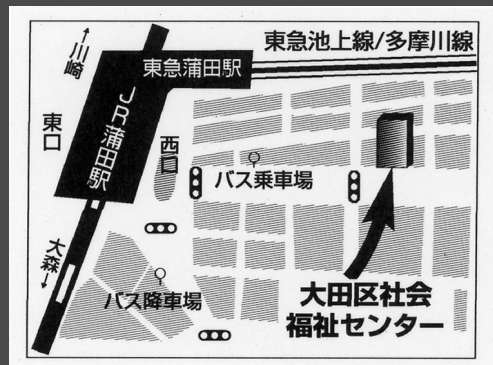 ↑川崎
東急池上線/多摩川線
東急蒲田駅
JR蒲田駅
東口
西口
バス乗車場
大森→
バス降車場
大田区社会
福祉センター